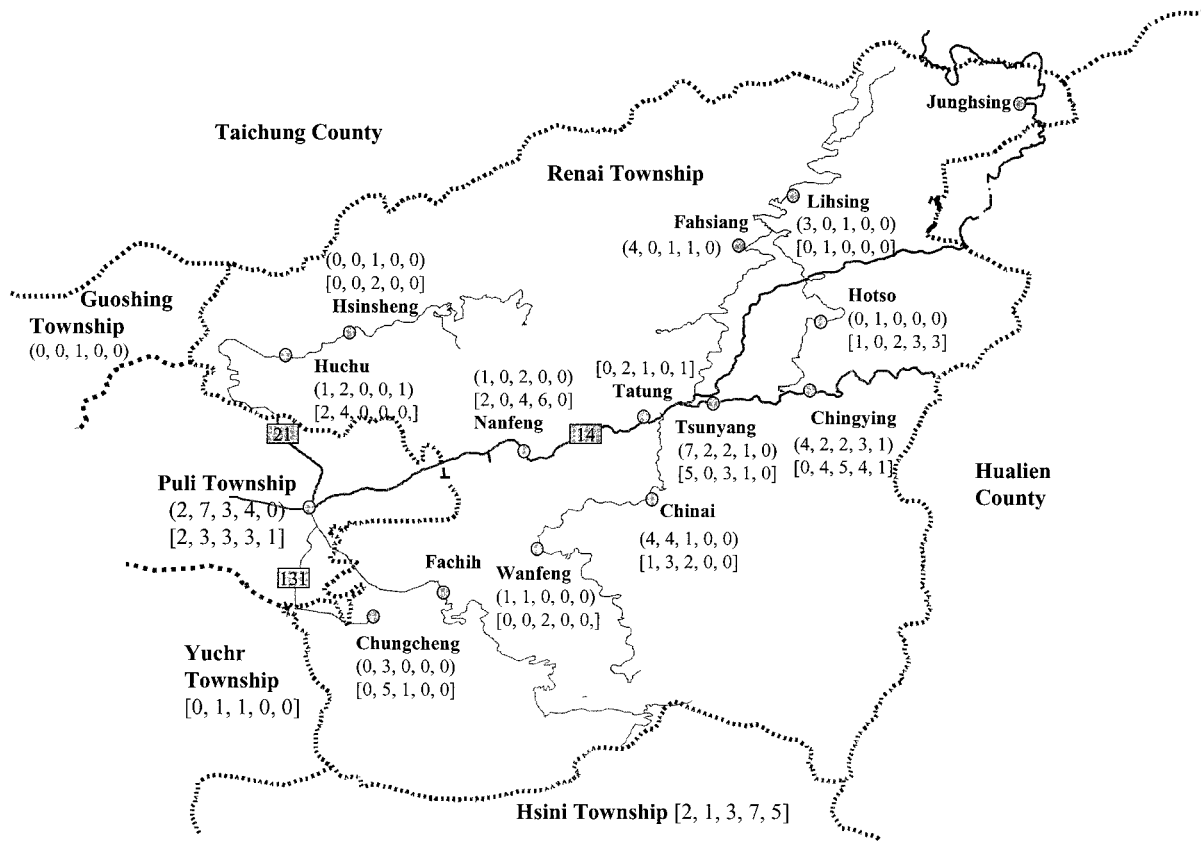 Junghsing
Taichung County
Renai Township
Lihsing
(3, 0, 1, 0, 0)
[0, 1, 0, 0, 0]
Fahsiang
(4, 0, 1, 1, 0)
(0, 0, 1, 0, 0)
[0, 0, 2, 0, 0]
Hsinsheng
Guoshing
Township
(0, 0, 1, 0, 0)
Hotso
(0, 1, 0, 0, 0)
[1, 0, 2, 3, 3]
Huchu
(1, 2, 0, 0, 1)
[2, 4, 0, 0, 0,]
(1, 0, 2, 0, 0)
[2, 0, 4, 6, 0]
Nanfeng
[0, 2, 1, 0, 1]
Tatung
21
14
Tsunyang
(7, 2, 2, 1, 0)
[5, 0, 3, 1, 0]
Chingying
(4, 2, 2, 3, 1)
[0, 4, 5, 4, 1]
Hualien
County
Puli Township
(2, 7, 3, 4, 0)
[2, 3, 3, 3, 1]
Chinai
(4, 4, 1, 0, 0)
[1, 3, 2, 0, 0]
131
Fachih
Wanfeng
(1, 1, 0, 0, 0)
[0, 0, 2, 0, 0,]
Chungcheng
(0, 3, 0, 0, 0)
[0, 5, 1, 0, 0]
Yuchr
Township
[0, 1, 1, 0, 0]
Hsini Township [2, 1, 3, 7, 5]